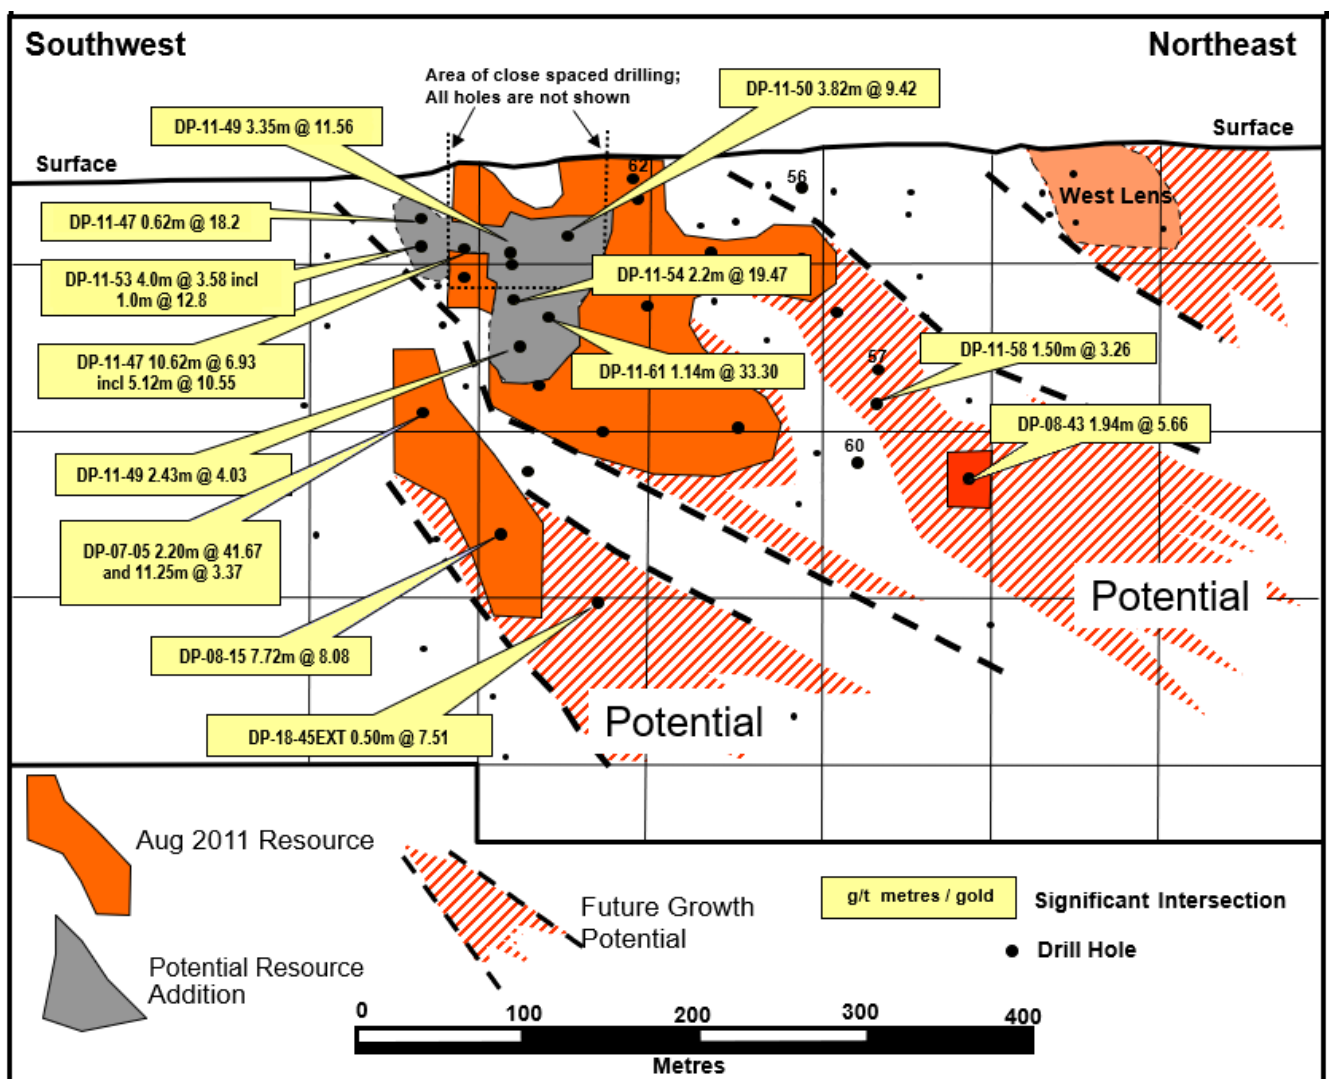 Southwest
Northeast
Area of close spaced drilling;
All holes are not shown
DP-11-50 3.82m @ 9.42
DP-11-49 3.35m @ 11.56
Surface
Surface
62
56
West Lens
DP-11-47 0.62m @ 18.2
DP-11-53 4.0m @ 3.58 incl
1.0m @ 12.8
DP-11-54 2.2m @ 19.47
DP-11-47 10.62m @ 6.93
incl 5.12m @ 10.55
DP-11-61 1.14m @ 33.30
57
DP-11-58 1.50m @ 3.26
DP-08-43 1.94m @ 5.66
60
DP-11-49 2.43m @ 4.03
DP-07-05 2.20m @ 41.67
and 11.25m @ 3.37
Potential
DP-08-15 7.72m @ 8.08
DP-18-45EXT 0.50m @ 7.51
Potential
Aug 2011 Resource
Potential Resource
Addition
Future Growth
Potential
g/t metres / gold
Significant Intersection
Drill Hole
0
100
200
300
400
Metres